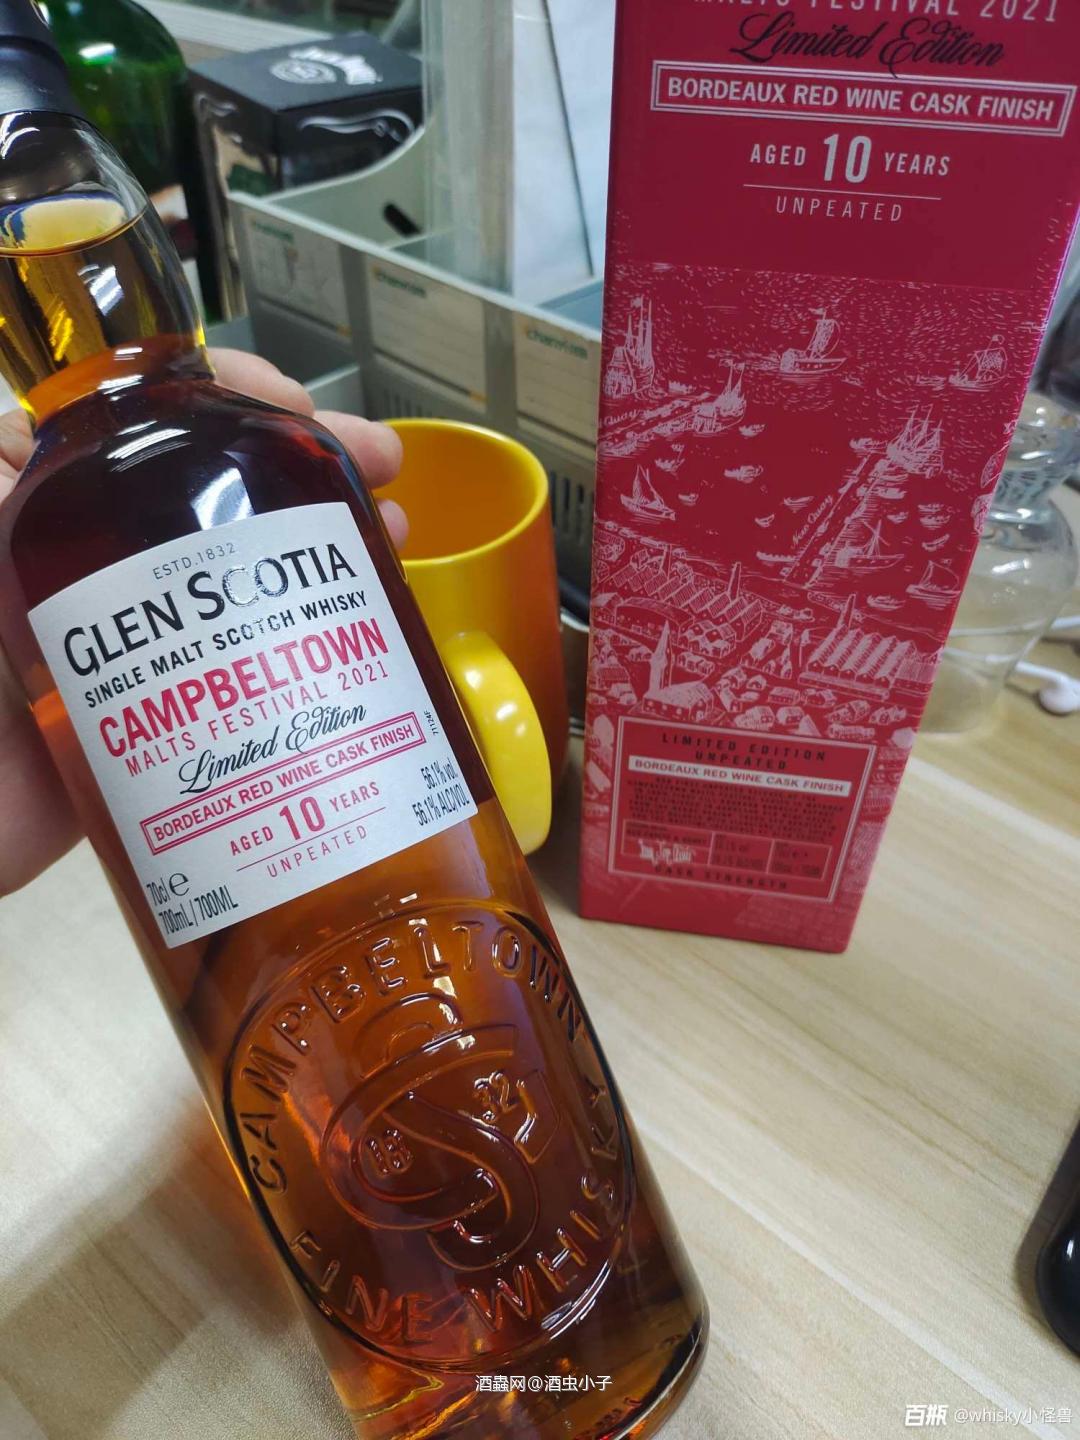 ESTD.1832
GLEN SCOTIA
SINGLE MALT SCOTCH WHISKY
CAMPBELTOWN
MALTS FESTIVAL 2021
Limited Edition
BORDEAUX RED WINE CASK FINISH
AGED 10 YEARS
UNPEATED
56.1% vol
56.1% ALC/VOL
70cl e
700mL / 700ML
CAMPBELTOWN
18 32
FINE WHISKY
MALTS FESTIVAL 2021
Limited Edition
BORDEAUX RED WINE CASK FINISH
AGED 10 YEARS
UNPEATED
Quay
New Quay
LIMITED EDITION
UNPEATED
BORDEAUX RED WINE CASK FINISH
CASK STRENGTH
酒蟲网@酒虫小子
百瓶 @whisky小怪兽